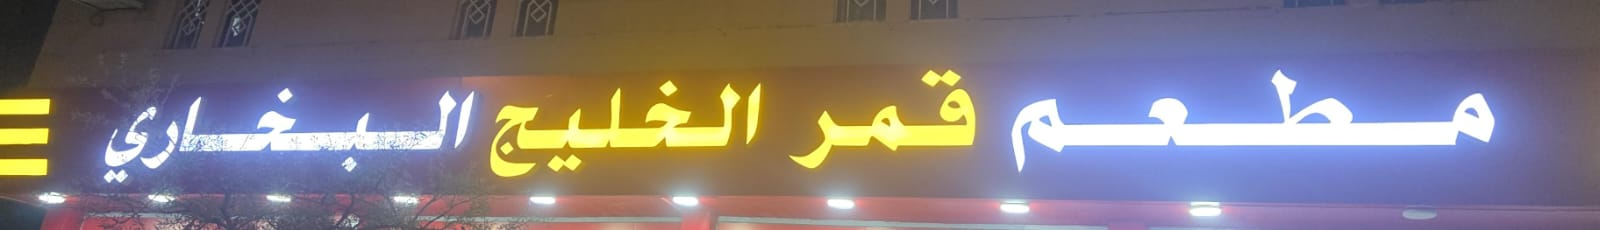 مطعم قمر الخليج البخاري